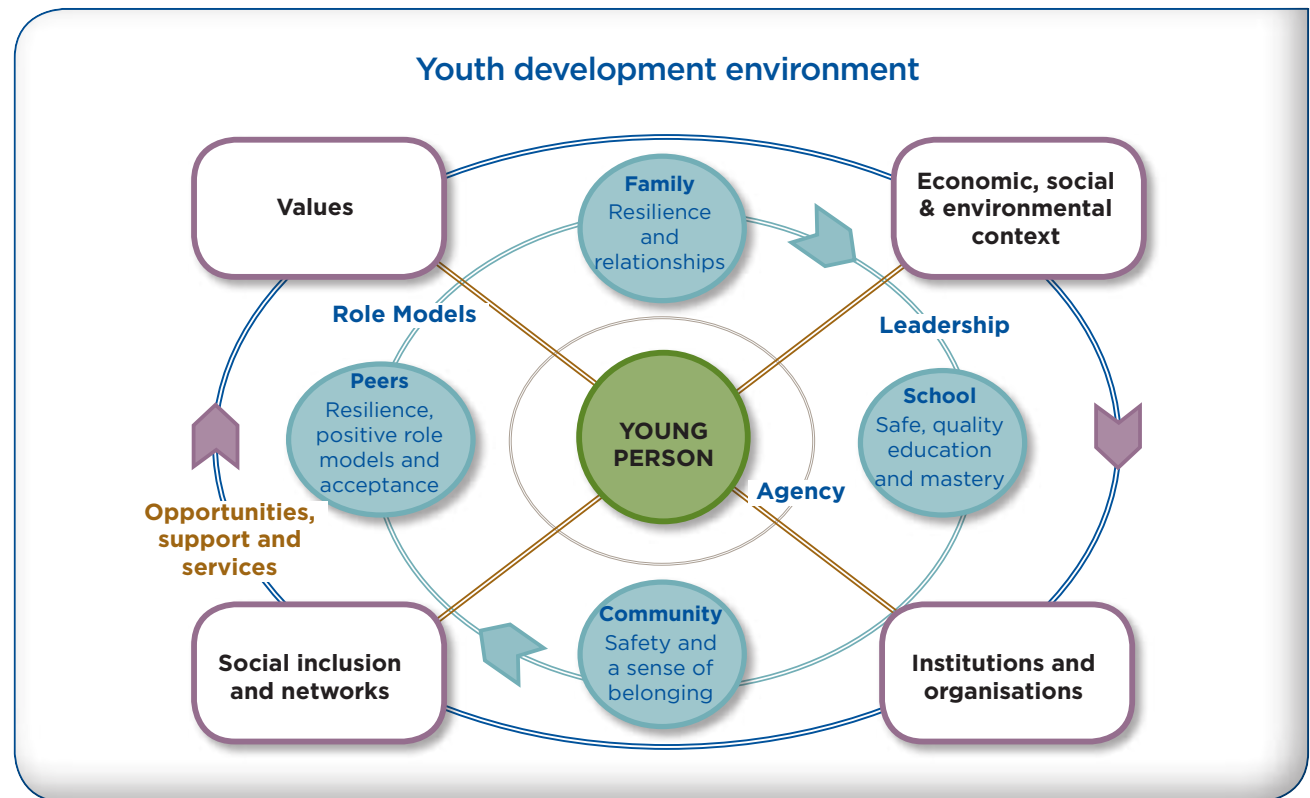 Youth development environment
Values
Family
Resilience
and
relationships
Economic, social
& environmental
context
Role Models
Leadership
Peers
Resilience,
positive role
models and
acceptance
YOUNG
PERSON
School
Safe, quality
education
and mastery
Agency
Opportunities,
support and
services
Community
Safety and
a sense of
belonging
Social inclusion
and networks
Institutions and
organisations